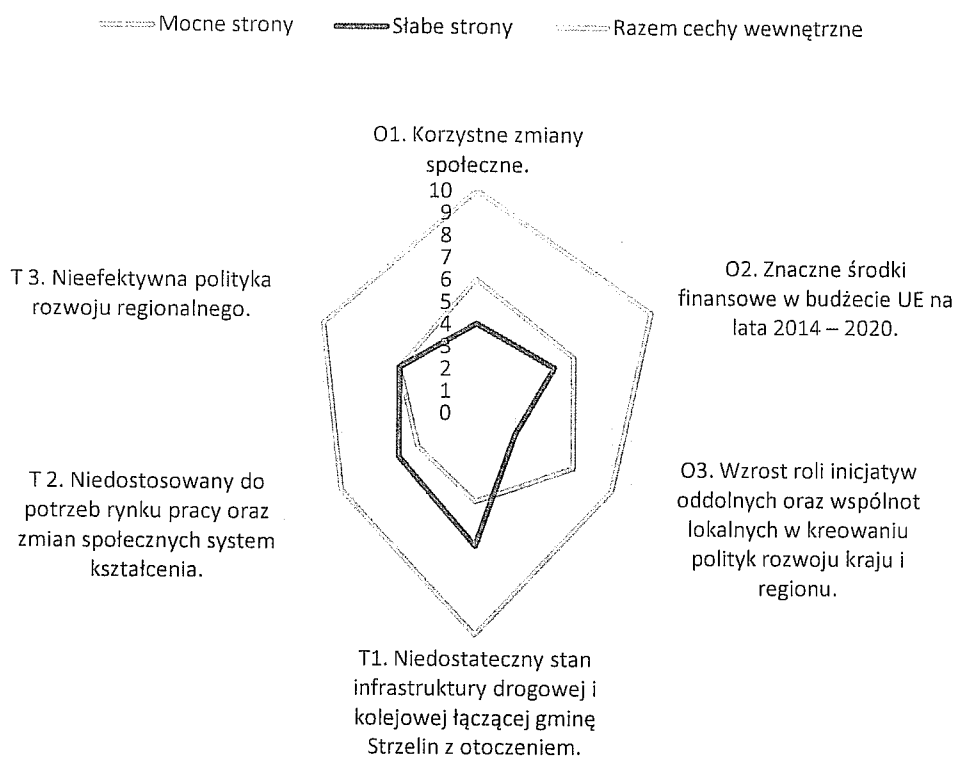 Mocne strony Słabe strony Razem cechy wewnętrzne
O1. Korzystne zmiany
społeczne.
10
9
8
7
6
5
4
3
2
1
0
O2. Znaczne środki
finansowe w budżecie UE na
lata 2014 – 2020.
O3. Wzrost roli inicjatyw
oddolnych oraz wspólnot
lokalnych w kreowaniu
polityk rozwoju kraju i
regionu.
T1. Niedostateczny stan
infrastruktury drogowej i
kolejowej łączącej gminę
Strzelin z otoczeniem.
T 2. Niedostosowany do
potrzeb rynku pracy oraz
zmian społecznych system
kształcenia.
T 3. Nieefektywna polityka
rozwoju regionalnego.